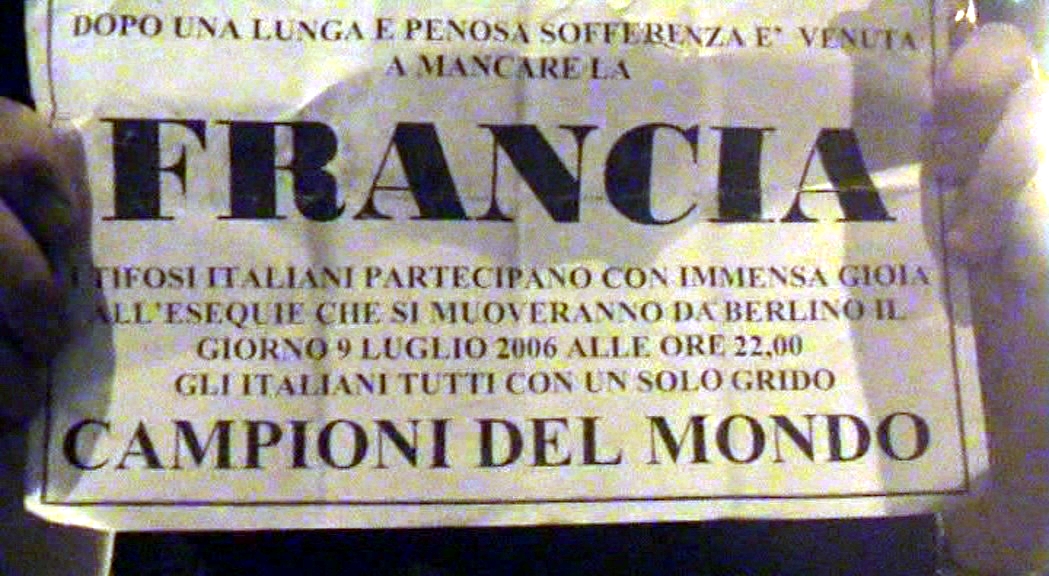 DOPO UNA LUNGA E PENOSA SOFFERENZA E' VENUTA
A MANCARE LA
FRANCIA
I TIFOSI ITALIANI PARTECIPANO CON IMMENSA GIOIA
ALL'ESEQUIE CHE SI MUOVERANNO DA BERLINO IL
GIORNO 9 LUGLIO 2006 ALLE ORE 22,00
GLI ITALIANI TUTTI CON UN SOLO GRIDO
CAMPIONI DEL MONDO